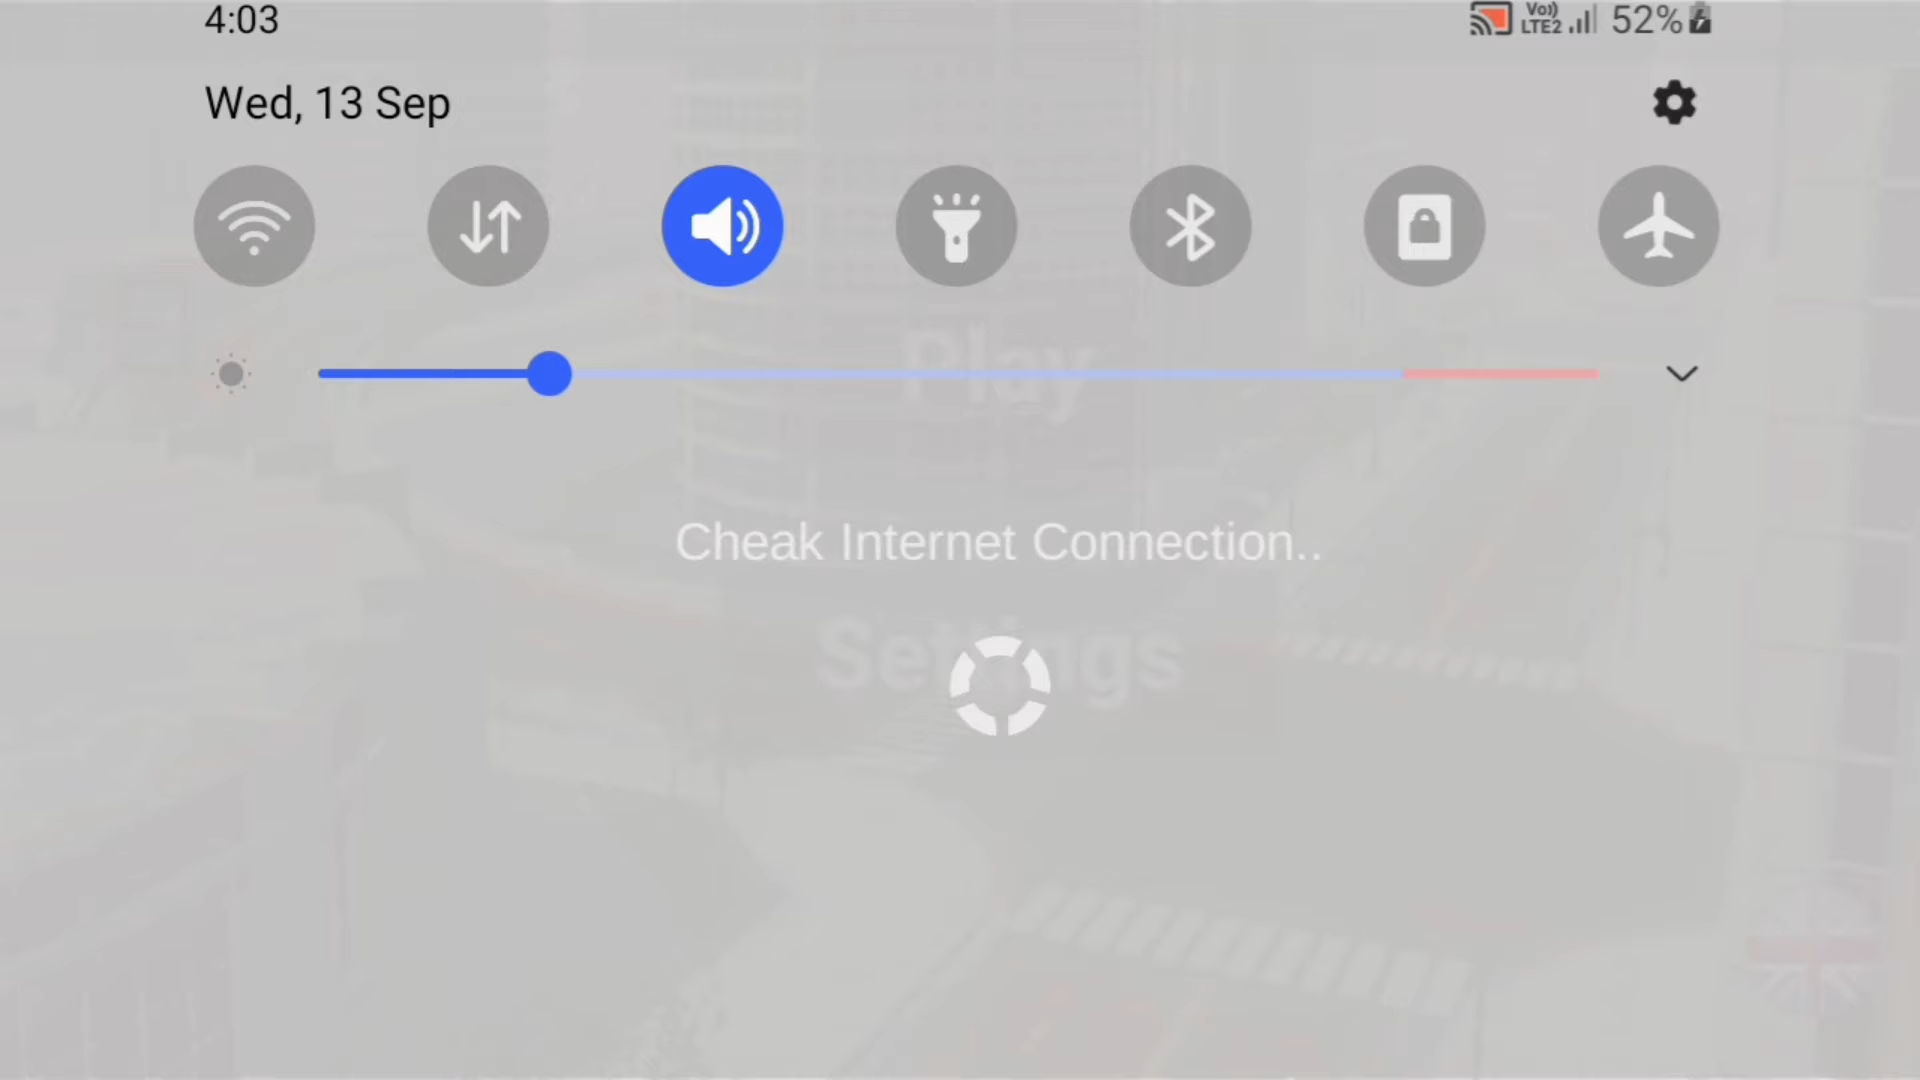 4:03
Vo))
LTE2
52%
Wed, 13 Sep
Play
Cheak Internet Connection..
Settings